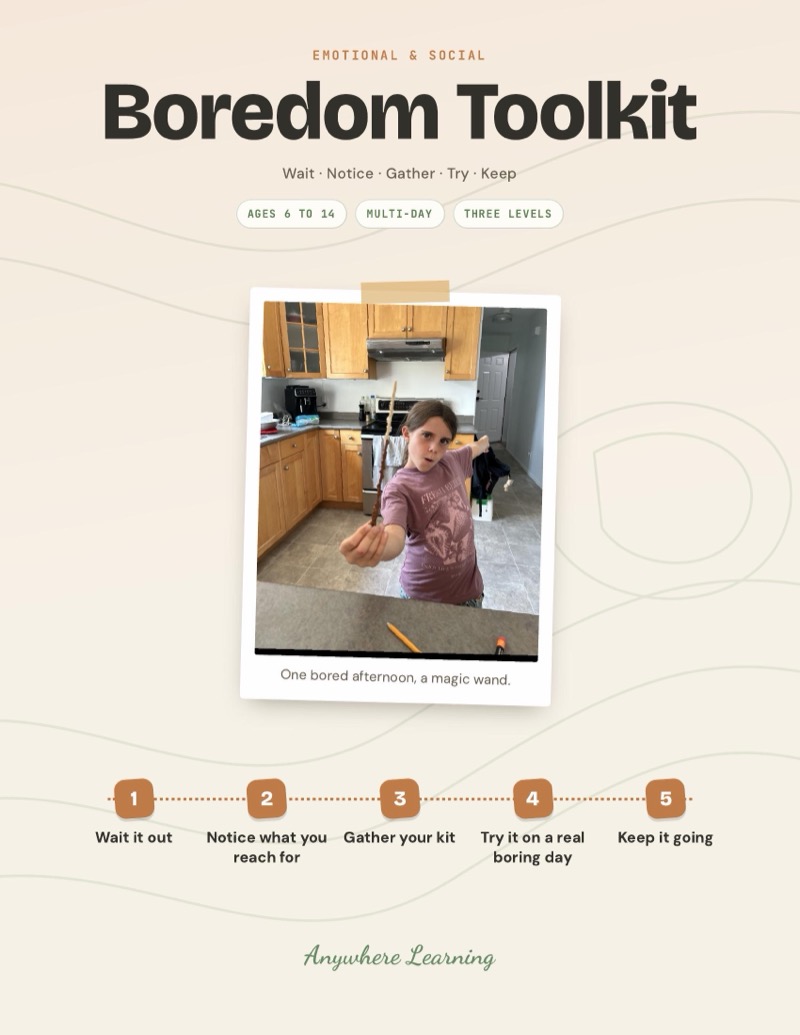 EMOTIONAL & SOCIAL
Boredom Toolkit
Wait · Notice · Gather · Try · Keep
AGES 6 TO 14
MULTI-DAY
THREE LEVELS
One bored afternoon, a magic wand.
1
Wait it out
2
Notice what you
reach for
3
Gather your kit
4
Try it on a real
boring day
5
Keep it going
Anywhere Learning